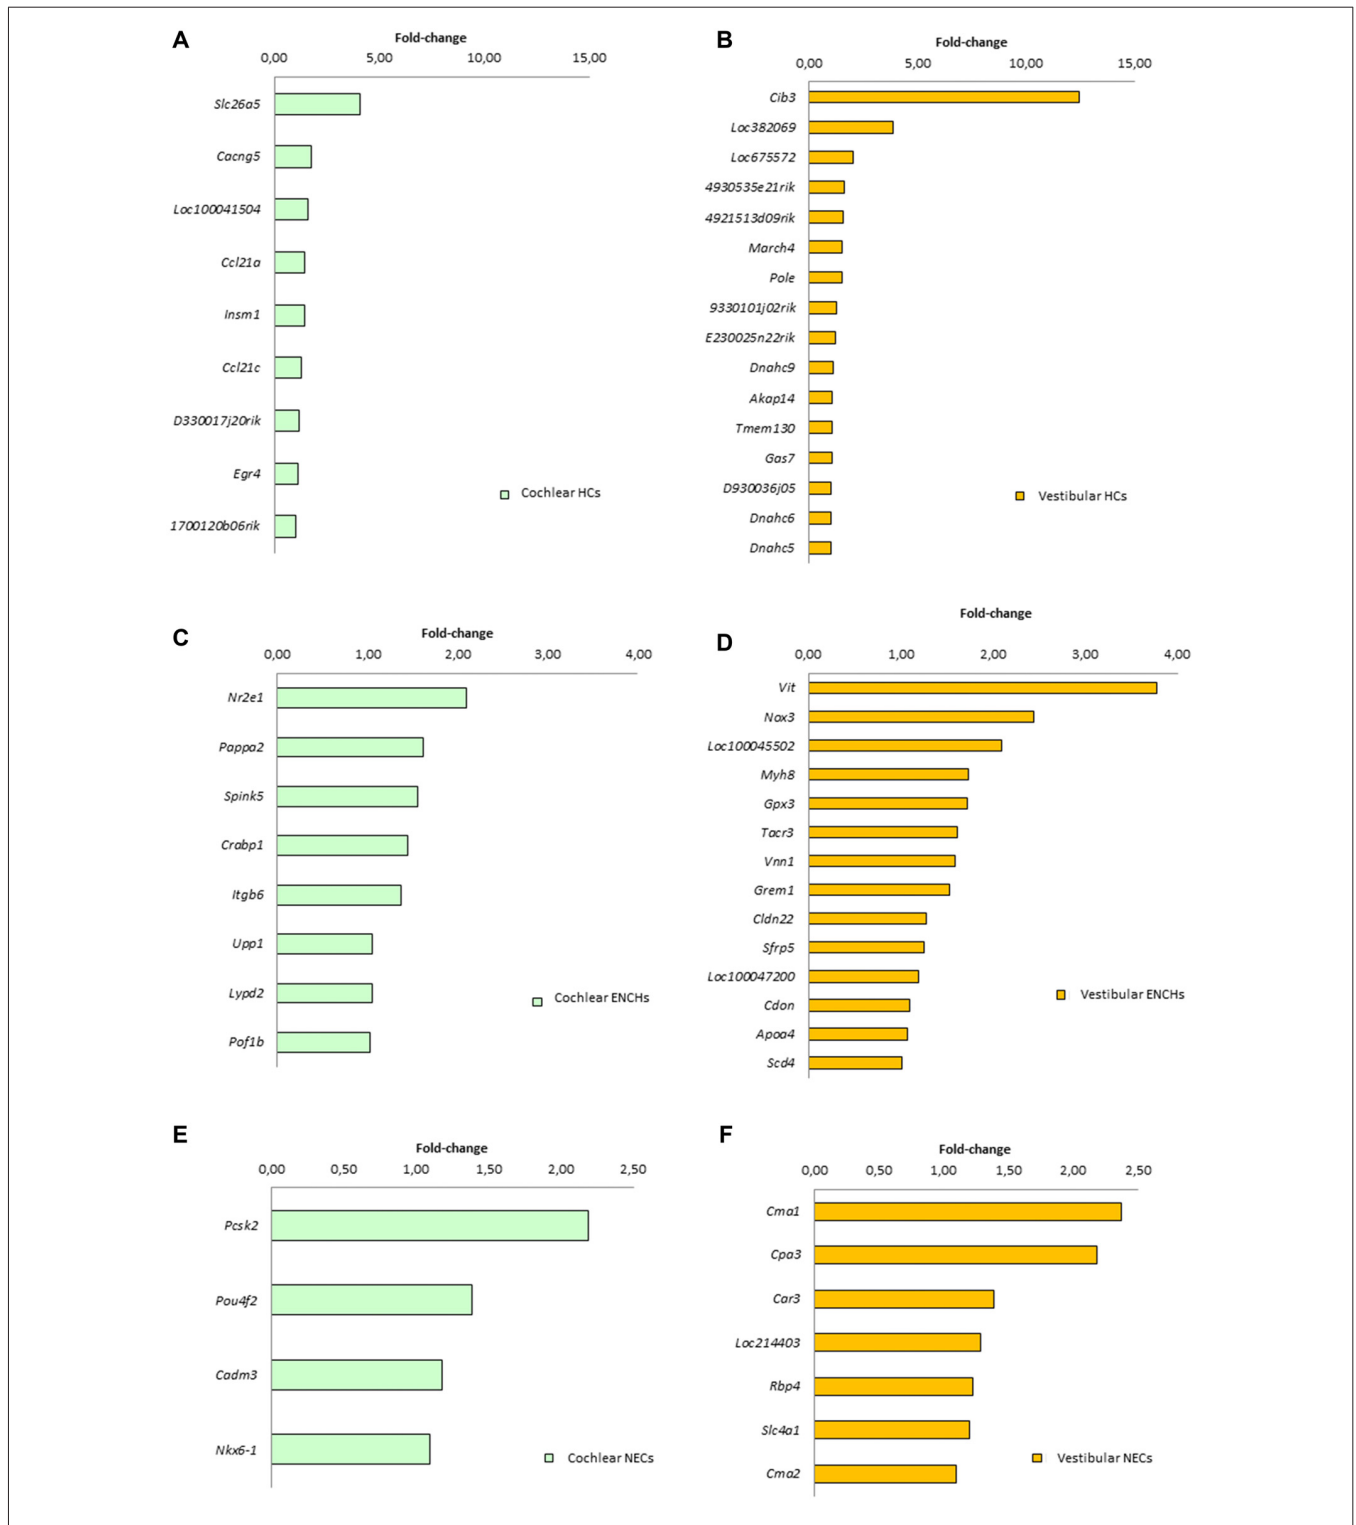 A
Fold-change
0,00 5,00 10,00 15,00
Slc26a5
Cacng5
Loc100041504
Ccl21a
Insm1
Ccl21c
D330017j20rik
Egr4
1700120b06rik
Cochlear HCs
B
Fold-change
0,00 5,00 10,00 15,00
Cib3
Loc382069
Loc675572
4930535e21rik
4921513d09rik
March4
Pole
9330101j02rik
E230025n22rik
Dnahc9
Akap14
Tmem130
Gas7
D930036j05
Dnahc6
Dnahc5
Vestibular HCs
C
Fold-change
0,00 1,00 2,00 3,00 4,00
Nr2e1
Pappa2
Spink5
Crabp1
Itgb6
Upp1
Lypd2
Pof1b
Cochlear ENCHs
D
Fold-change
0,00 1,00 2,00 3,00 4,00
Vit
Nox3
Loc100045502
Myh8
Gpx3
Tacr3
Vnn1
Grem1
Cldn22
Sfrp5
Loc100047200
Cdon
Apoa4
Scd4
Vestibular ENCHs
E
Fold-change
0,00 0,50 1,00 1,50 2,00 2,50
Pcsk2
Pou4f2
Cadm3
Nkx6-1
Cochlear NECs
F
Fold-change
0,00 0,50 1,00 1,50 2,00 2,50
Cma1
Cpa3
Car3
Loc214403
Rbp4
Slc4a1
Cma2
Vestibular NECs